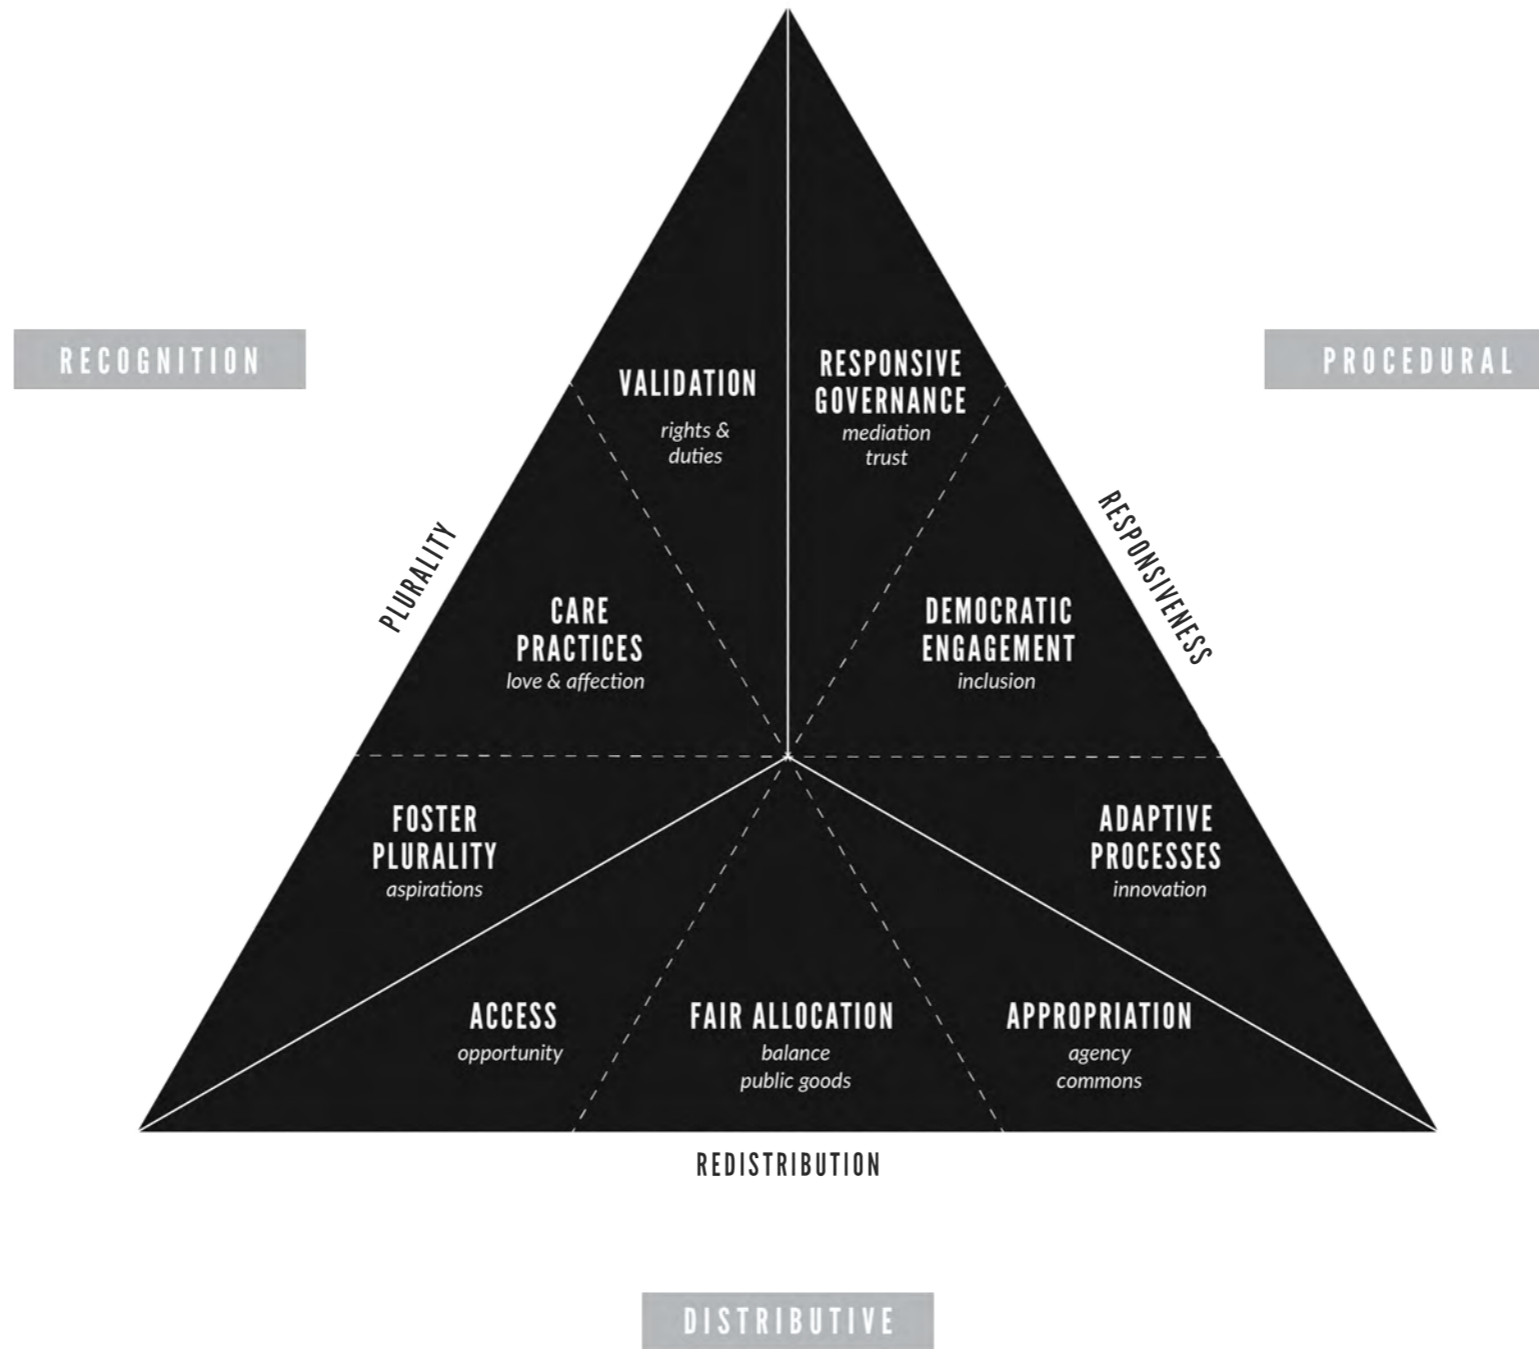 RECOGNITION
PROCEDURAL
VALIDATION
rights &
duties
RESPONSIVE
GOVERNANCE
mediation
trust
PLURALITY
RESPONSIVENESS
CARE
PRACTICES
love & affection
DEMOCRATIC
ENGAGEMENT
inclusion
FOSTER
PLURALITY
aspirations
ADAPTIVE
PROCESSES
innovation
ACCESS
opportunity
FAIR ALLOCATION
balance
public goods
APPROPRIATION
agency
commons
REDISTRIBUTION
DISTRIBUTIVE